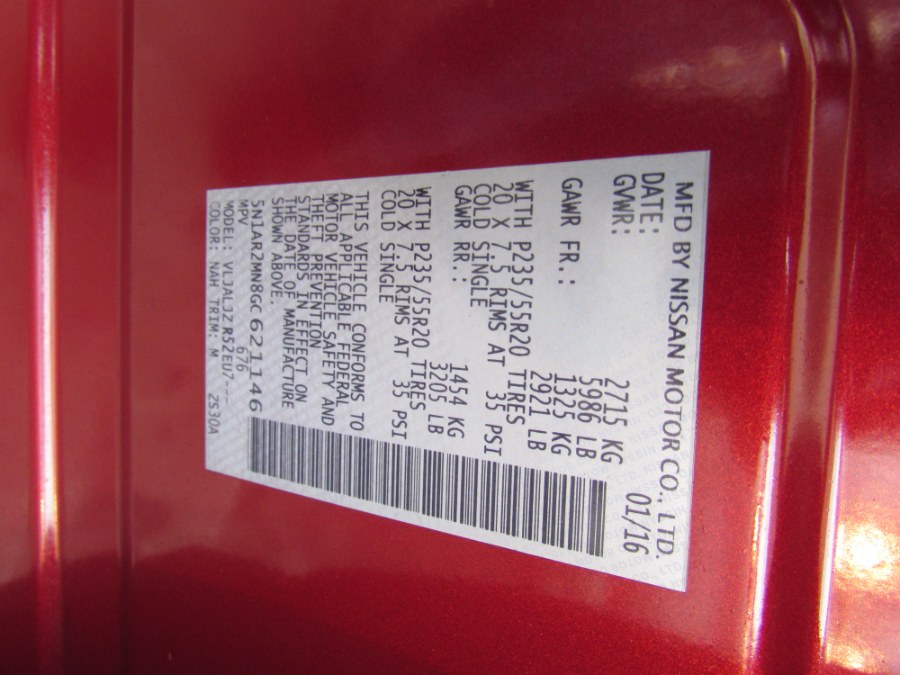 MFD BY NISSAN MOTOR CO., LTD.
DATE: 01/16
GVWR: 2715 KG
5986 LB
GAWR FR.: 1325 KG
2921 LB
WITH P235/55R20 TIRES
20 X 7.5 RIMS AT 35 PSI
COLD SINGLE
GAWR RR.: 1454 KG
3205 LB
WITH P235/55R20 TIRES
20 X 7.5 RIMS AT 35 PSI
COLD SINGLE
THIS VEHICLE CONFORMS TO
ALL APPLICABLE FEDERAL
MOTOR VEHICLE SAFETY AND
THEFT PREVENTION
STANDARDS IN EFFECT ON
THE DATE OF MANUFACTURE
SHOWN ABOVE.
5N1AR2MN8GC621146
MPV 676
MODEL: VL3ALJZ R52EU7---
COLOR: NAH TRIM: M 2S30A